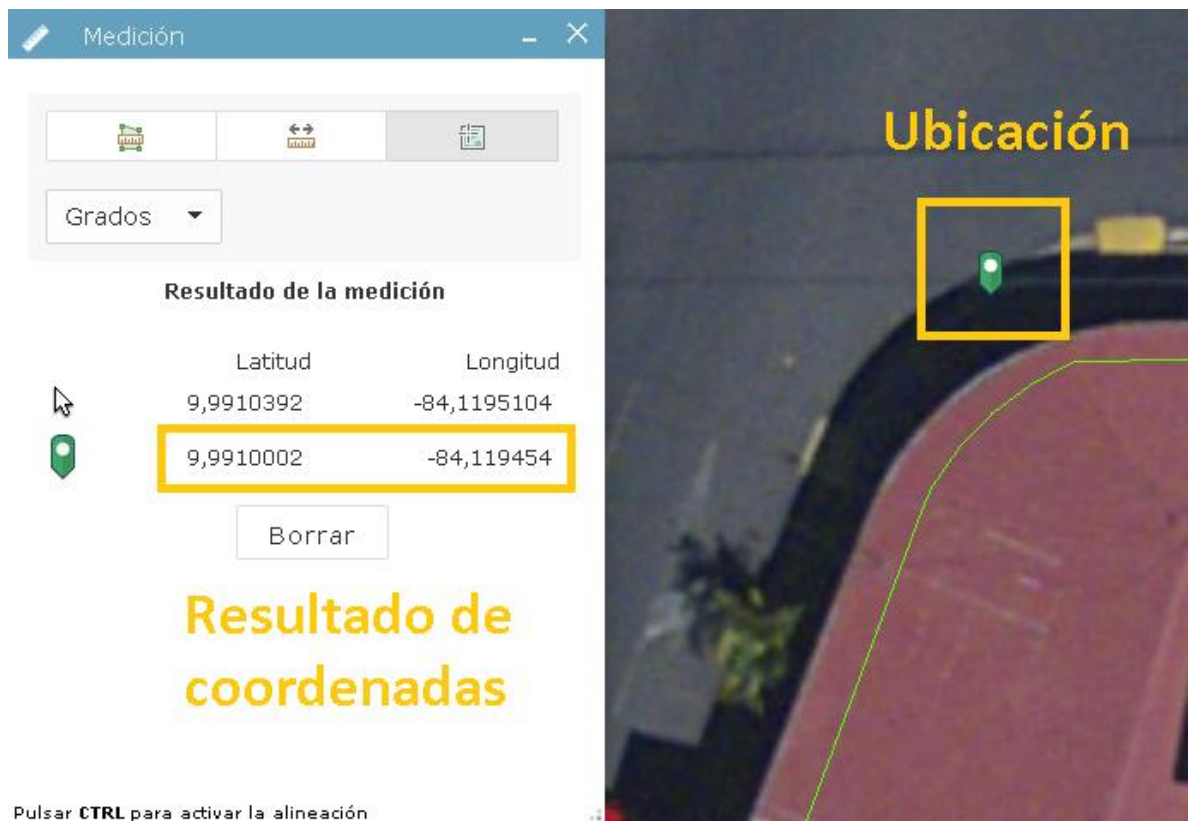 Medición
Grados
Resultado de la medición
Latitud Longitud
9,9910392 -84,1195104
9,9910002 -84,119454
Borrar
Resultado de
coordenadas
Pulsar CTRL para activar la alineación
Ubicación